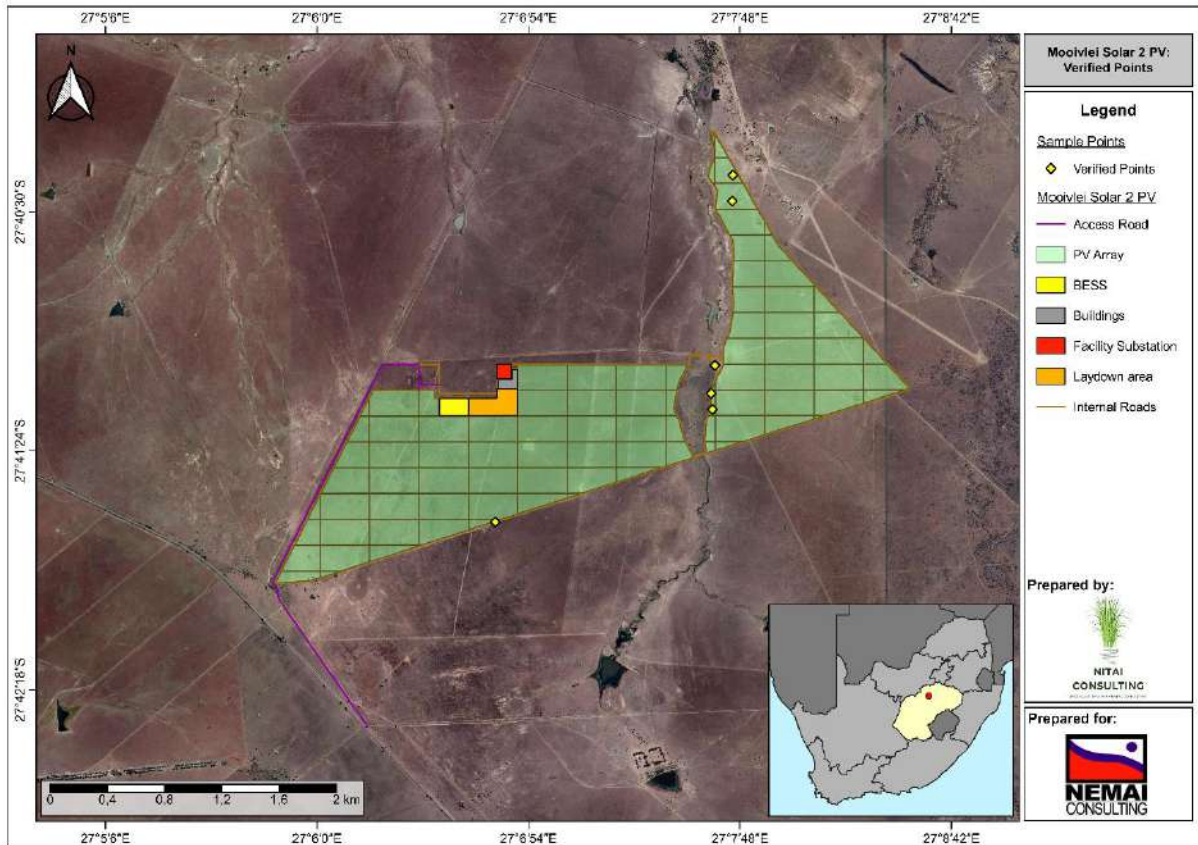 27°5'6"E 27°6'0"E 27°6'54"E 27°7'48"E 27°8'42"E
N
27°40'30"S
27°41'24"S
27°42'18"S
0 0,4 0,8 1,2 1,6 2 km
27°5'6"E 27°6'0"E 27°6'54"E 27°7'48"E 27°8'42"E
Mooivlei Solar 2 PV:
Verified Points
Legend
Sample Points
Verified Points
Mooivlei Solar 2 PV
Access Road
PV Array
BESS
Buildings
Facility Substation
Laydown area
Internal Roads
Prepared by:
NITAI
CONSULTING
Prepared for:
NEMAI
CONSULTING